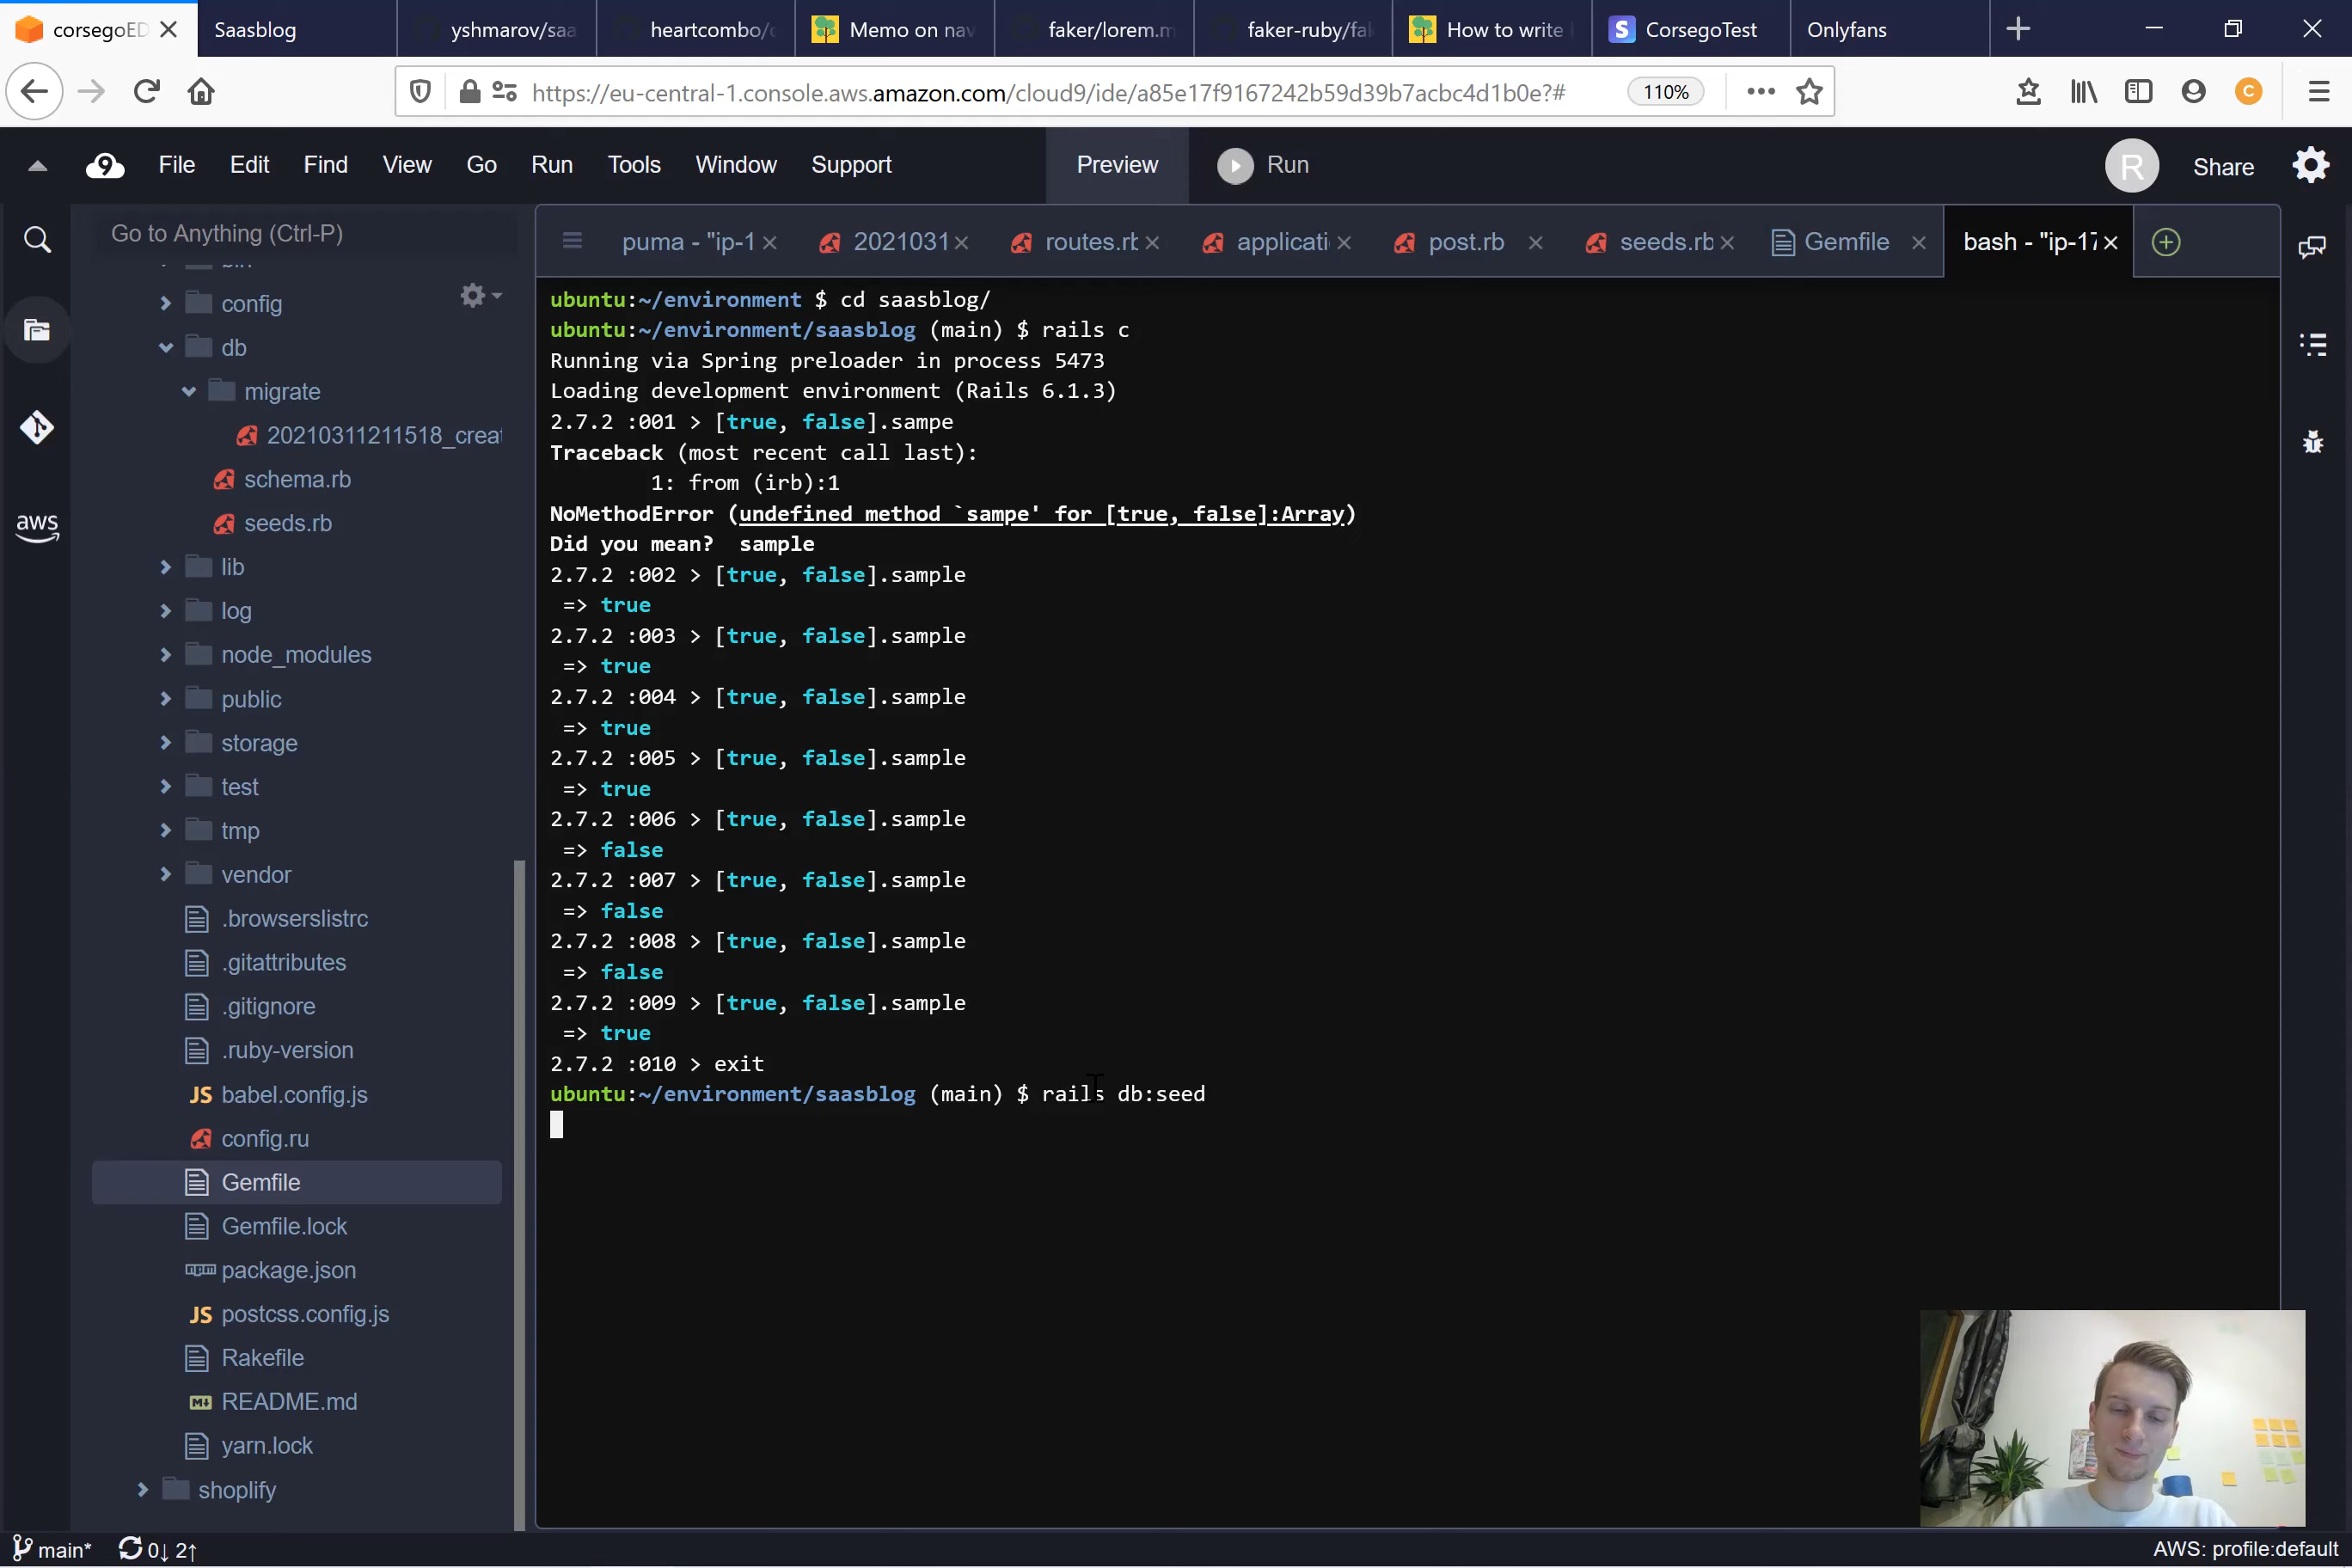 corsegoED
Saasblog
yshmarov/saa
heartcombo/
Memo on nav
faker/lorem.m
faker-ruby/fa
How to write
CorsegoTest
Onlyfans
https://eu-central-1.console.aws.amazon.com/cloud9/ide/a85e17f9167242b59d39b7acbc4d1b0e?#
110%
C
9
File
Edit
Find
View
Go
Run
Tools
Window
Support
Preview
Run
R
Share
Go to Anything (Ctrl-P)
puma - "ip-1
2021031
routes.rb
applicati
post.rb
seeds.rb
Gemfile
bash - "ip-17
aws
config
db
migrate
20210311211518_creat
schema.rb
seeds.rb
lib
log
node_modules
public
storage
test
tmp
vendor
.browserslistrc
.gitattributes
.gitignore
.ruby-version
JS babel.config.js
config.ru
Gemfile
Gemfile.lock
package.json
JS postcss.config.js
Rakefile
README.md
yarn.lock
shoplify
ubuntu:~/environment $ cd saasblog/
ubuntu:~/environment/saasblog (main) $ rails c
Running via Spring preloader in process 5473
Loading development environment (Rails 6.1.3)
2.7.2 :001 > [true, false].sampe
Traceback (most recent call last):
1: from (irb):1
NoMethodError (undefined method `sampe' for [true, false]:Array)
Did you mean?  sample
2.7.2 :002 > [true, false].sample
=> true
2.7.2 :003 > [true, false].sample
=> true
2.7.2 :004 > [true, false].sample
=> true
2.7.2 :005 > [true, false].sample
=> true
2.7.2 :006 > [true, false].sample
=> false
2.7.2 :007 > [true, false].sample
=> false
2.7.2 :008 > [true, false].sample
=> false
2.7.2 :009 > [true, false].sample
=> true
2.7.2 :010 > exit
ubuntu:~/environment/saasblog (main) $ rails db:seed
main*
0↓ 2↑
AWS: profile:default